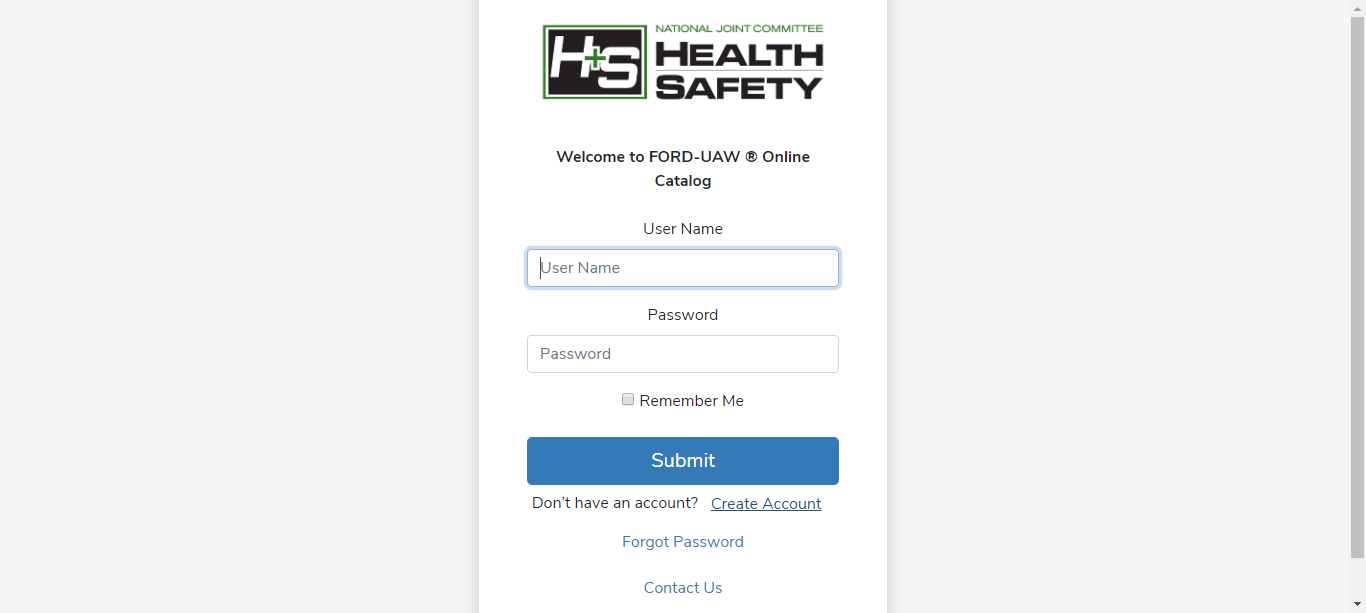 H+S
NATIONAL JOINT COMMITTEE
HEALTH
SAFETY
Welcome to FORD-UAW ® Online
Catalog
User Name
User Name
Password
Password
Remember Me
Submit
Don't have an account? Create Account
Forgot Password
Contact Us